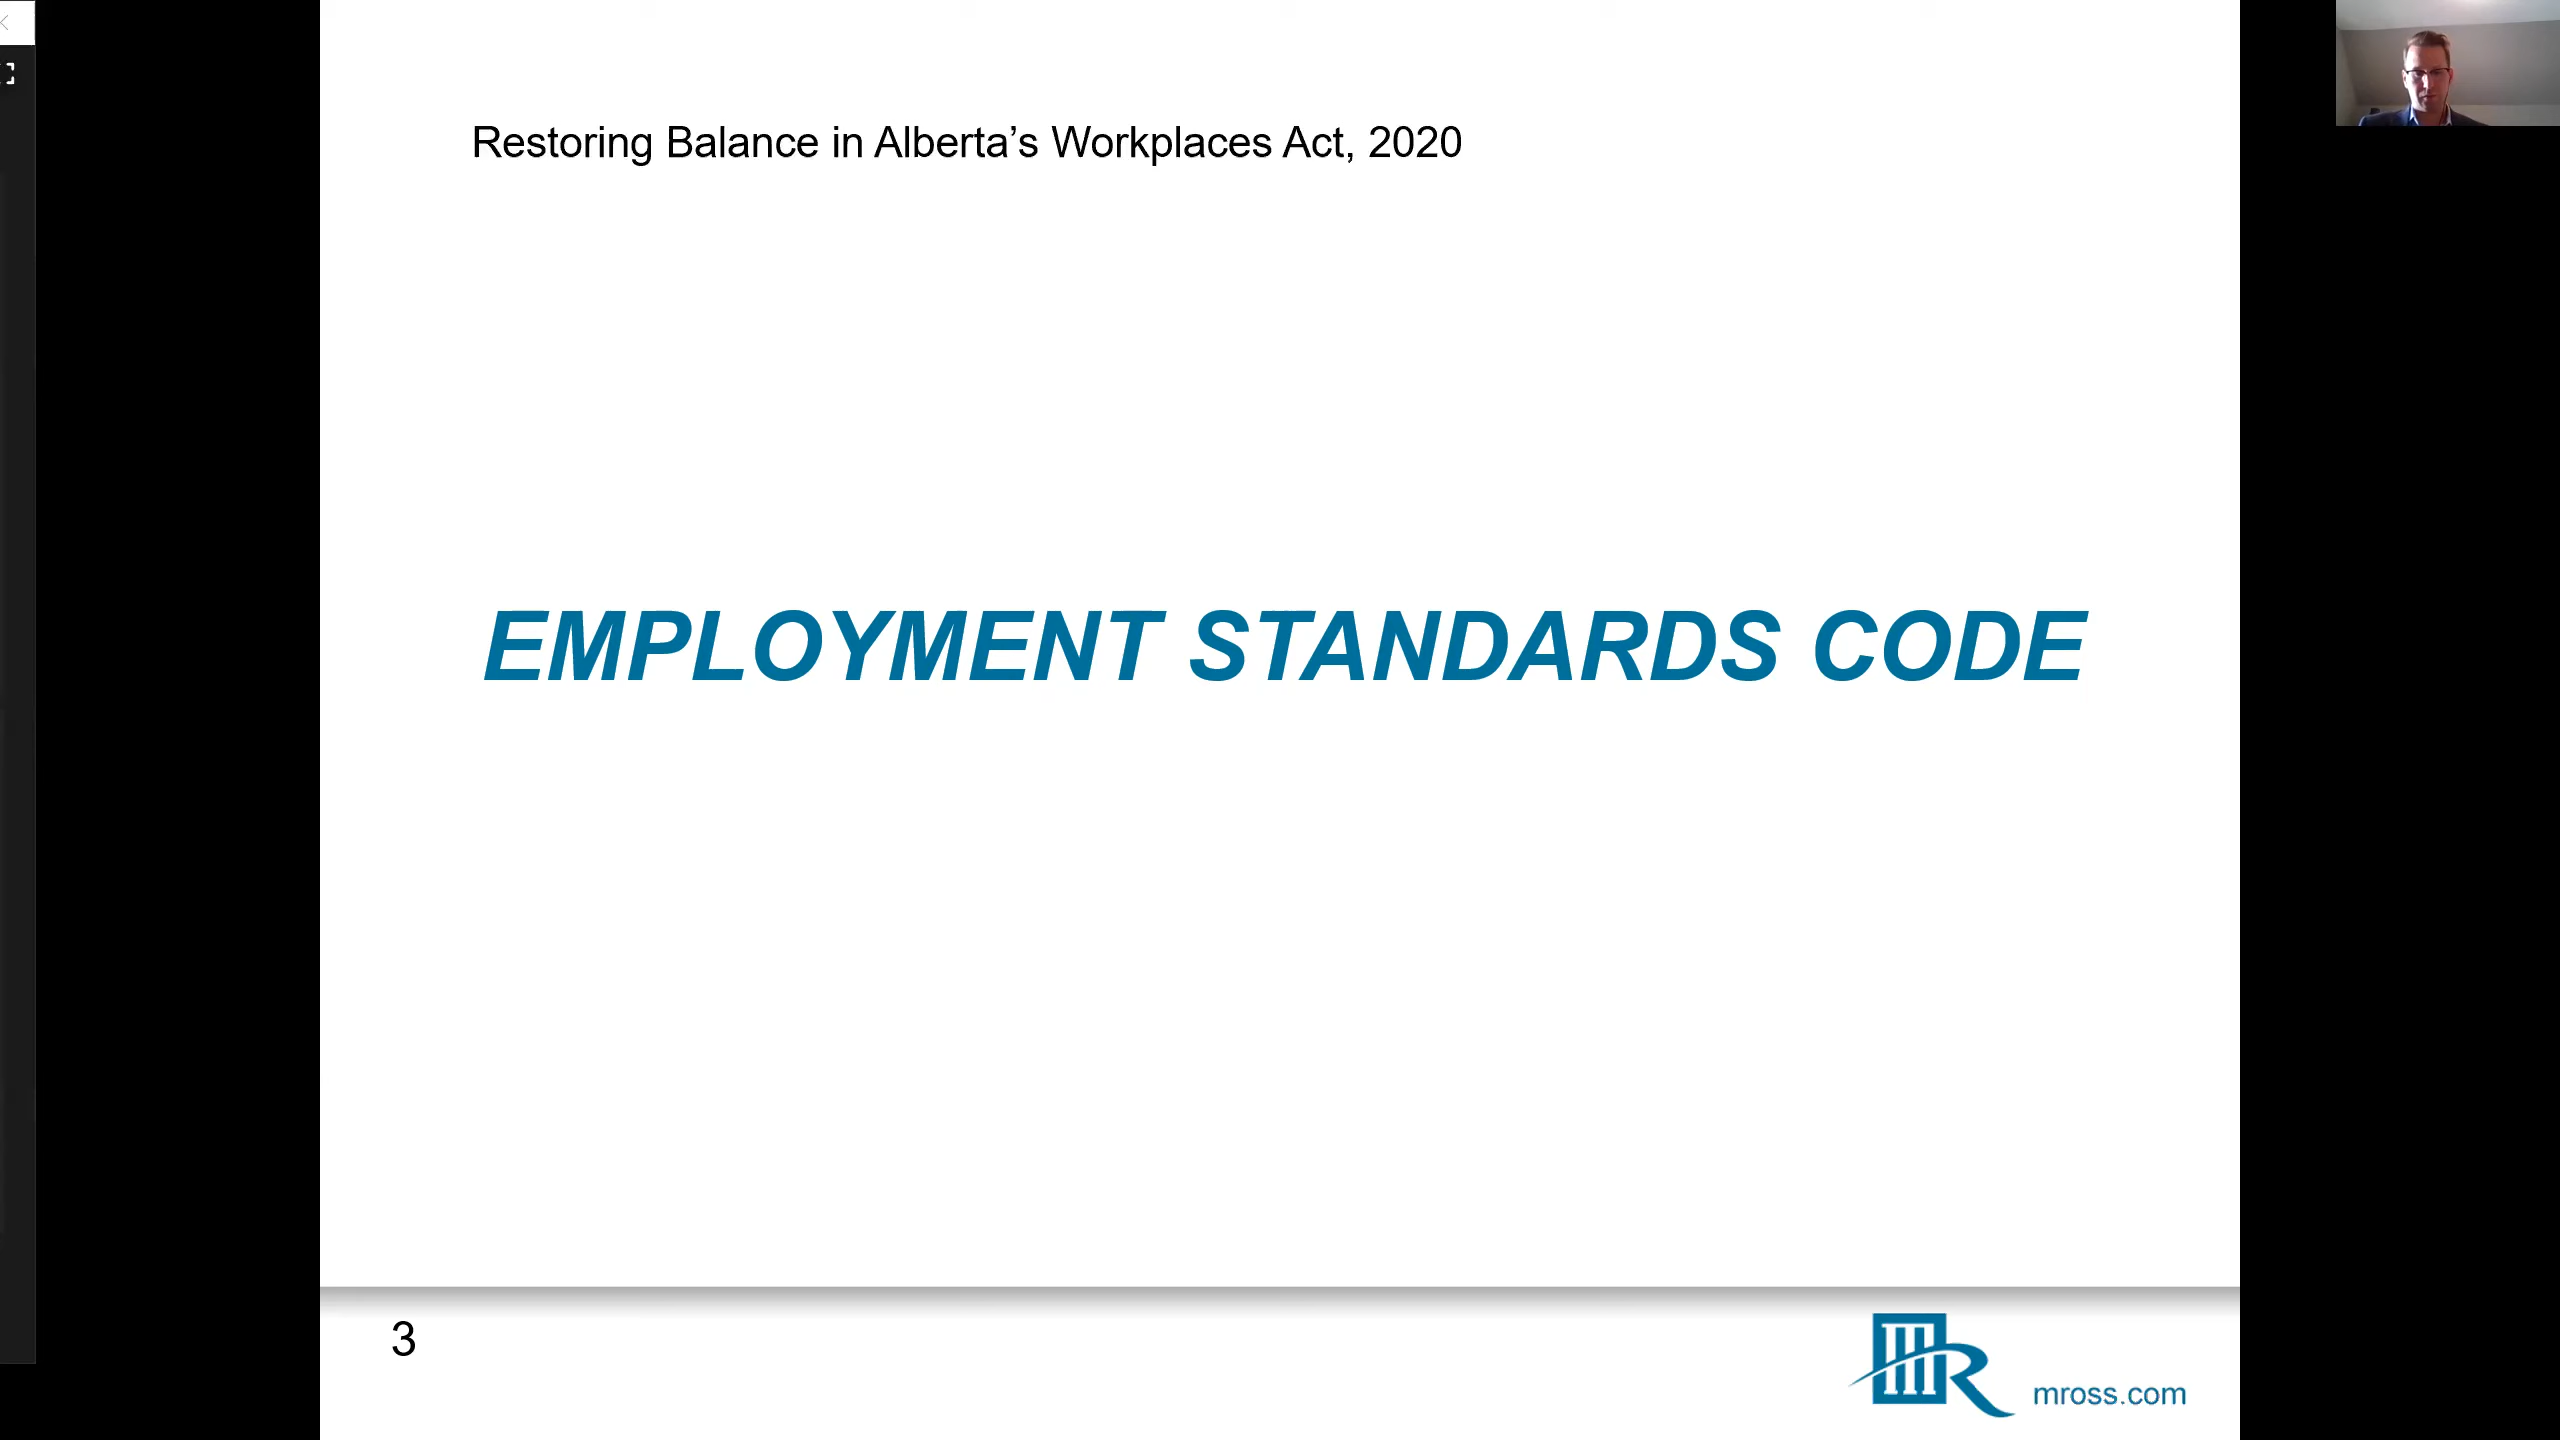 Restoring Balance in Alberta’s Workplaces Act, 2020
EMPLOYMENT STANDARDS CODE
3
mross.com